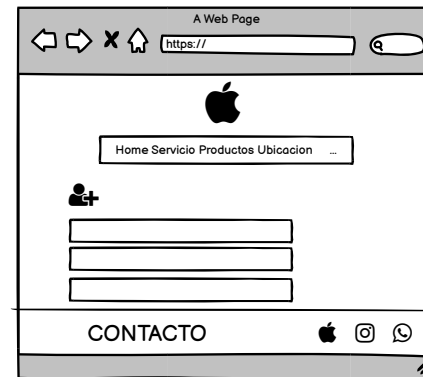 A Web Page
https://
Home Servicio Productos Ubicacion ...
CONTACTO